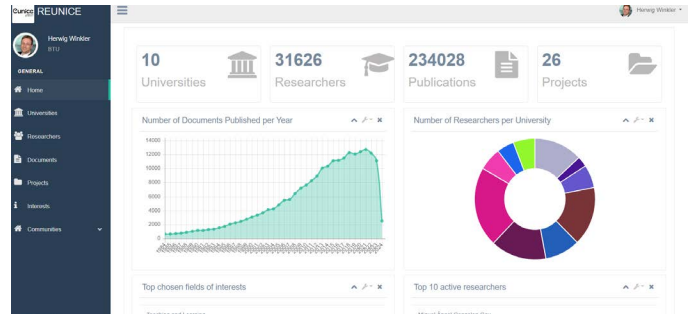 Eunice REUNICE
Herwig Winkler
Herwig Winkler
BTU
GENERAL
Home
Universities
Researchers
Documents
Projects
Interests
Communities
10
Universities
31626
Researchers
234028
Publications
26
Projects
Number of Documents Published per Year
Number of Researchers per University
14000
12000
10000
8000
6000
4000
2000
0
Top chosen fields of interests
Top 10 active researchers